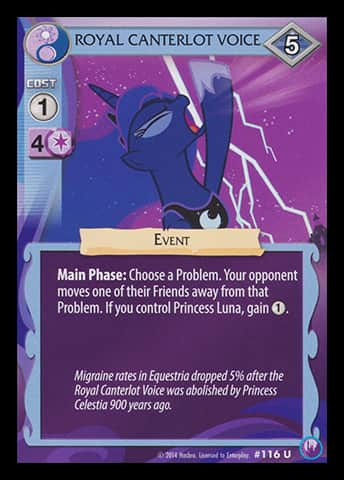 ROYAL CANTERLOT VOICE
5
COST
1
4
EVENT
Main Phase: Choose a Problem. Your opponent
moves one of their Friends away from that
Problem. If you control Princess Luna, gain 1.
Migraine rates in Equestria dropped 5% after the
Royal Canterlot Voice was abolished by Princess
Celestia 900 years ago.
© 2014 Hasbro. Licensed to Enterplay. #116 U